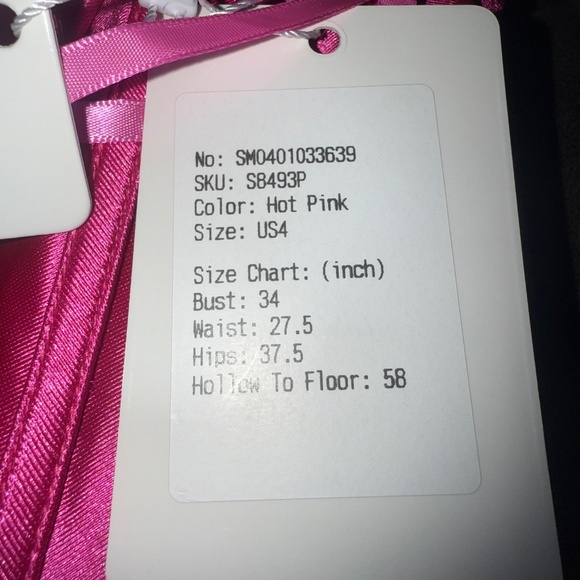 No: SM0401033639
SKU: S8493P
Color: Hot Pink
Size: US4
Size Chart: (inch)
Bust: 34
Waist: 27.5
Hips: 37.5
Hollow To Floor: 58